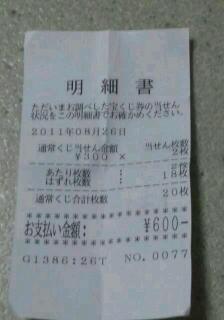 明細書
ただいまお調べした宝くじ券の当せん
状況をこの明細書でお確かめください。
2011年08月26日
通常くじ当せん金額 当せん枚数
¥300 × 2枚
あたり枚数 : 2枚
はずれ枚数 : 18枚
通常くじ合計枚数 20枚
お支払い金額: ¥600-
G1386:26T NO.0077